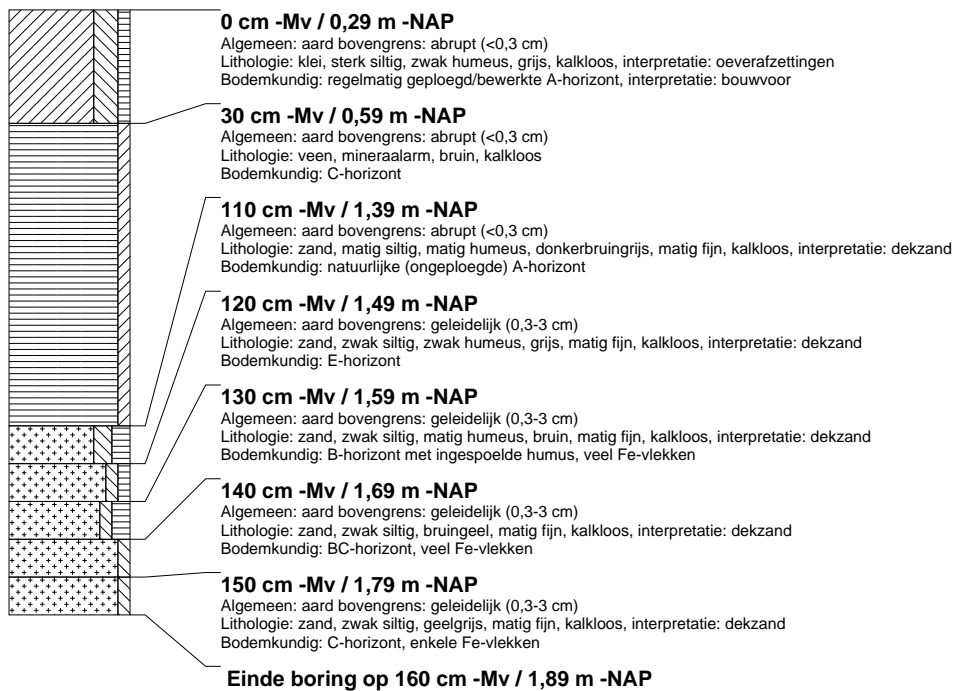 0 cm -Mv / 0,29 m -NAP
Algemeen: aard bovengrens: abrupt (<0,3 cm)
Lithologie: klei, sterk siltig, zwak humeus, grijs, kalkloos, interpretatie: oeverafzettingen
Bodemkundig: regelmatig geploegd/bewerkte A-horizont, interpretatie: bouwvoor
30 cm -Mv / 0,59 m -NAP
Algemeen: aard bovengrens: abrupt (<0,3 cm)
Lithologie: veen, mineraalarm, bruin, kalkloos
Bodemkundig: C-horizont
110 cm -Mv / 1,39 m -NAP
Algemeen: aard bovengrens: abrupt (<0,3 cm)
Lithologie: zand, matig siltig, matig humeus, donkerbruingrijs, matig fijn, kalkloos, interpretatie: dekzand
Bodemkundig: natuurlijke (ongeploegde) A-horizont
120 cm -Mv / 1,49 m -NAP
Algemeen: aard bovengrens: geleidelijk (0,3-3 cm)
Lithologie: zand, zwak siltig, zwak humeus, grijs, matig fijn, kalkloos, interpretatie: dekzand
Bodemkundig: E-horizont
130 cm -Mv / 1,59 m -NAP
Algemeen: aard bovengrens: geleidelijk (0,3-3 cm)
Lithologie: zand, zwak siltig, matig humeus, bruin, matig fijn, kalkloos, interpretatie: dekzand
Bodemkundig: B-horizont met ingespoelde humus, veel Fe-vlekken
140 cm -Mv / 1,69 m -NAP
Algemeen: aard bovengrens: geleidelijk (0,3-3 cm)
Lithologie: zand, zwak siltig, bruingeel, matig fijn, kalkloos, interpretatie: dekzand
Bodemkundig: BC-horizont, veel Fe-vlekken
150 cm -Mv / 1,79 m -NAP
Algemeen: aard bovengrens: geleidelijk (0,3-3 cm)
Lithologie: zand, zwak siltig, geelgrijs, matig fijn, kalkloos, interpretatie: dekzand
Bodemkundig: C-horizont, enkele Fe-vlekken
Einde boring op 160 cm -Mv / 1,89 m -NAP